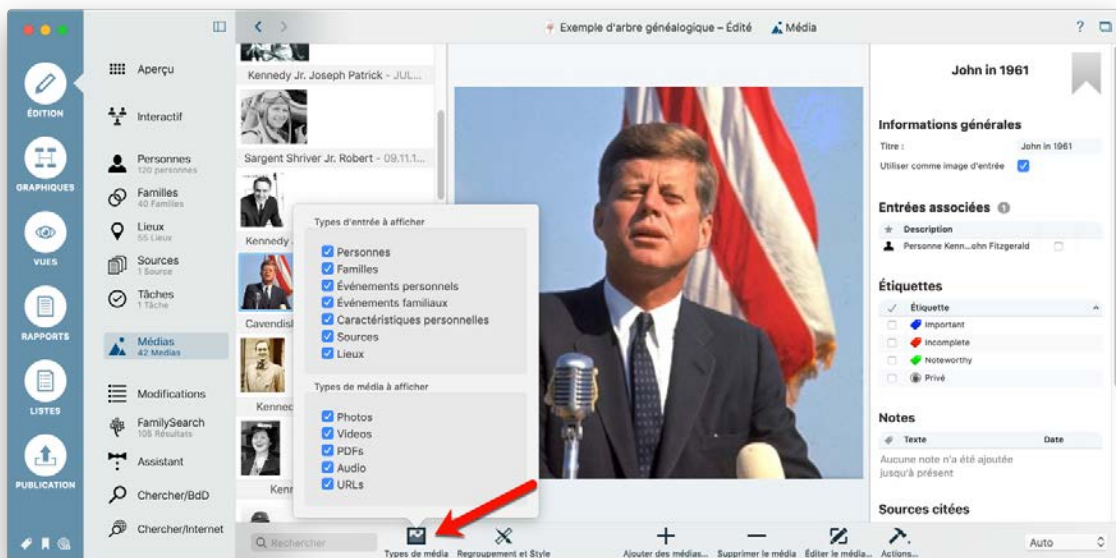 Exemple d'arbre généalogique – Édité
Média
?
ÉDITION
GRAPHIQUES
VUES
RAPPORTS
LISTES
PUBLICATION
Aperçu
Interactif
Personnes
120 personnes
Familles
40 Familles
Lieux
55 Lieux
Sources
1 Source
Tâches
1 Tâche
Médias
42 Medias
Modifications
FamilySearch
105 Résultats
Assistant
Chercher/BdD
Chercher/Internet
Kennedy Jr. Joseph Patrick - JUL...
Sargent Shriver Jr. Robert - 09.11.1...
Kennedy
Cavendish
Kenned
Kenn
Types d'entrée à afficher
Personnes
Familles
Événements personnels
Événements familiaux
Caractéristiques personnelles
Sources
Lieux
Types de média à afficher
Photos
Videos
PDFs
Audio
URLs
Rechercher
Types de média
Regroupement et Style
Ajouter des médias...
Supprimer le média
Éditer le média...
Actions...
John in 1961
Informations générales
Titre : John in 1961
Utiliser comme image d'entrée
Entrées associées 1
Description
Personne Kenn...ohn Fitzgerald
Étiquettes
Étiquette
Important
Incomplete
Noteworthy
Privé
Notes
Texte Date
Aucune note n'a été ajoutée
jusqu'à présent
Sources citées
Auto